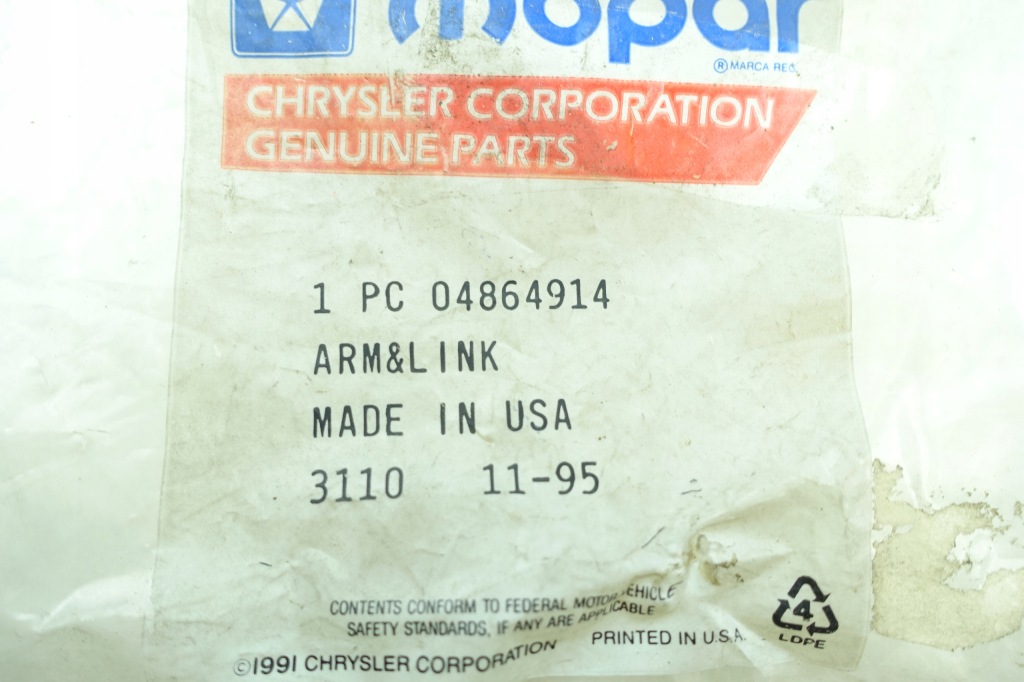 mopar
® MARCA REG.
CHRYSLER CORPORATION
GENUINE PARTS
1 PC 04864914
ARM&LINK
MADE IN USA
3110 11-95
CONTENTS CONFORM TO FEDERAL MOTOR VEHICLE
SAFETY STANDARDS, IF ANY ARE APPLICABLE
©1991 CHRYSLER CORPORATION PRINTED IN U.S.A.
4
LDPE